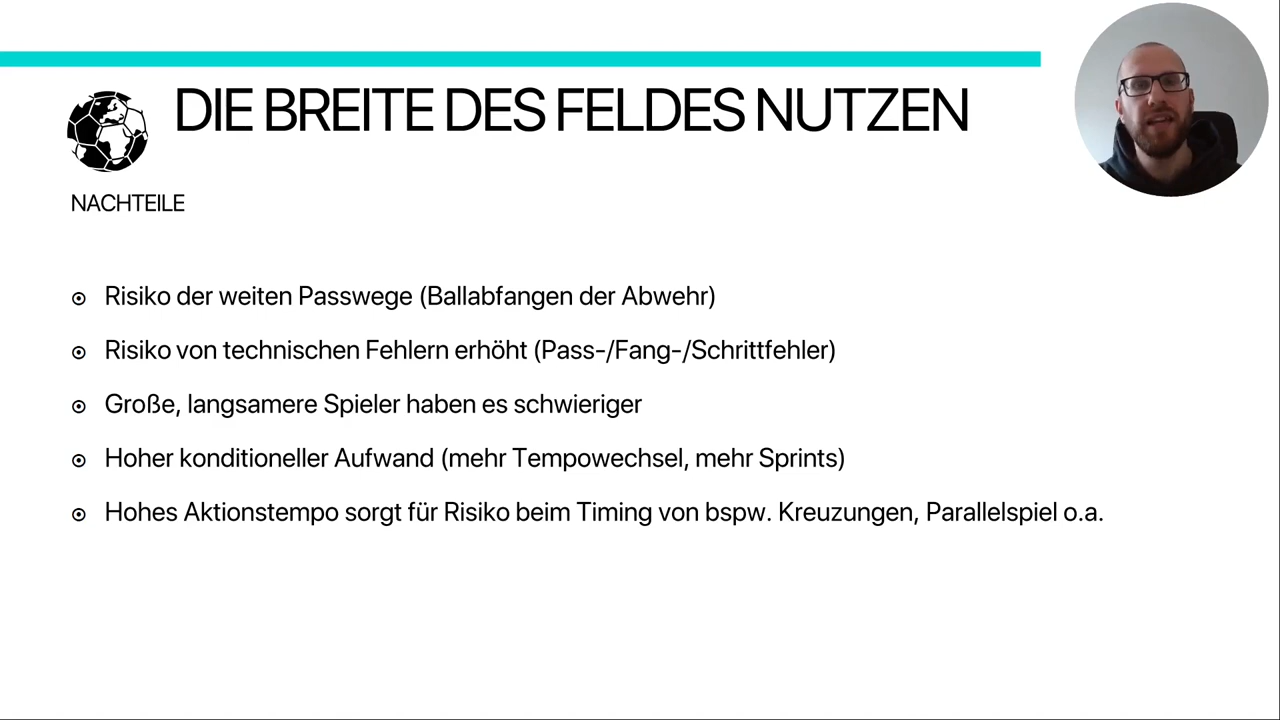 DIE BREITE DES FELDES NUTZEN
NACHTEILE
Risiko der weiten Passwege (Ballabfangen der Abwehr)
Risiko von technischen Fehlern erhöht (Pass-/Fang-/Schrittfehler)
Große, langsamere Spieler haben es schwieriger
Hoher konditioneller Aufwand (mehr Tempowechsel, mehr Sprints)
Hohes Aktionstempo sorgt für Risiko beim Timing von bspw. Kreuzungen, Parallelspiel o.a.